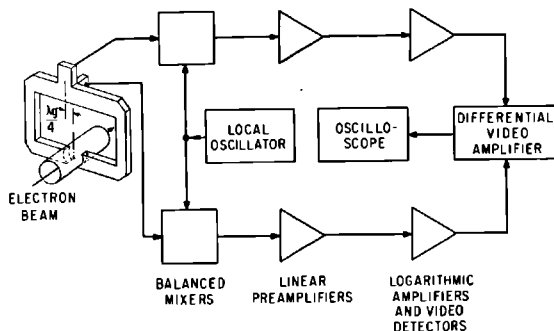 λg
4
ELECTRON
BEAM
LOCAL
OSCILLATOR
OSCILLO-
SCOPE
DIFFERENTIAL
VIDEO
AMPLIFIER
BALANCED
MIXERS
LINEAR
PREAMPLIFIERS
LOGARITHMIC
AMPLIFIERS
AND VIDEO
DETECTORS